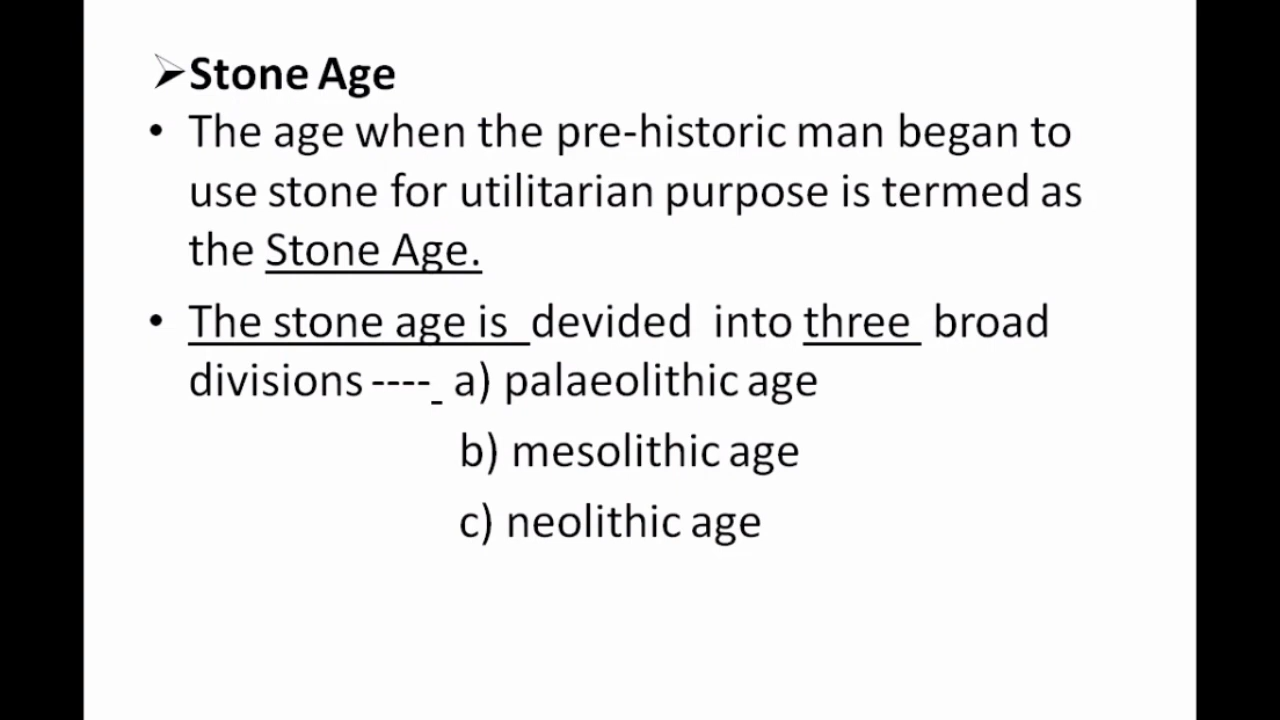 ➢Stone Age
• The age when the pre-historic man began to
use stone for utilitarian purpose is termed as
the Stone Age.
• The stone age is devided into three broad
divisions ----_ a) palaeolithic age
b) mesolithic age
c) neolithic age